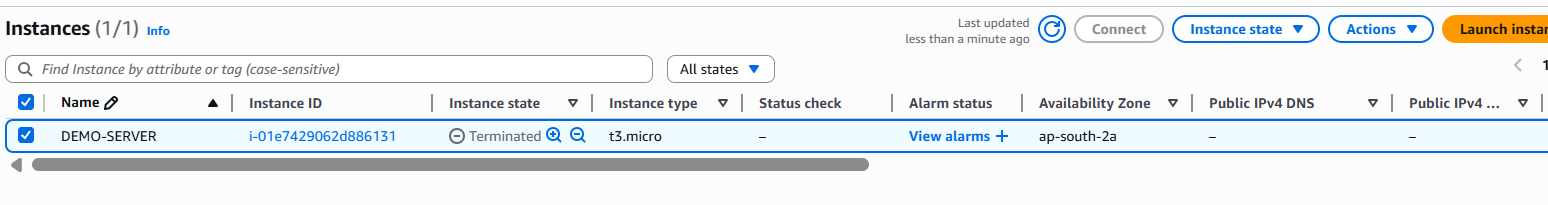 Instances (1/1) Info
Last updated
less than a minute ago
Connect
Instance state
Actions
Launch instan
Find Instance by attribute or tag (case-sensitive)
All states
1
Name Instance ID Instance state Instance type Status check Alarm status Availability Zone Public IPv4 DNS Public IPv4 ...
DEMO-SERVER i-01e7429062d886131 Terminated t3.micro – View alarms + ap-south-2a – –